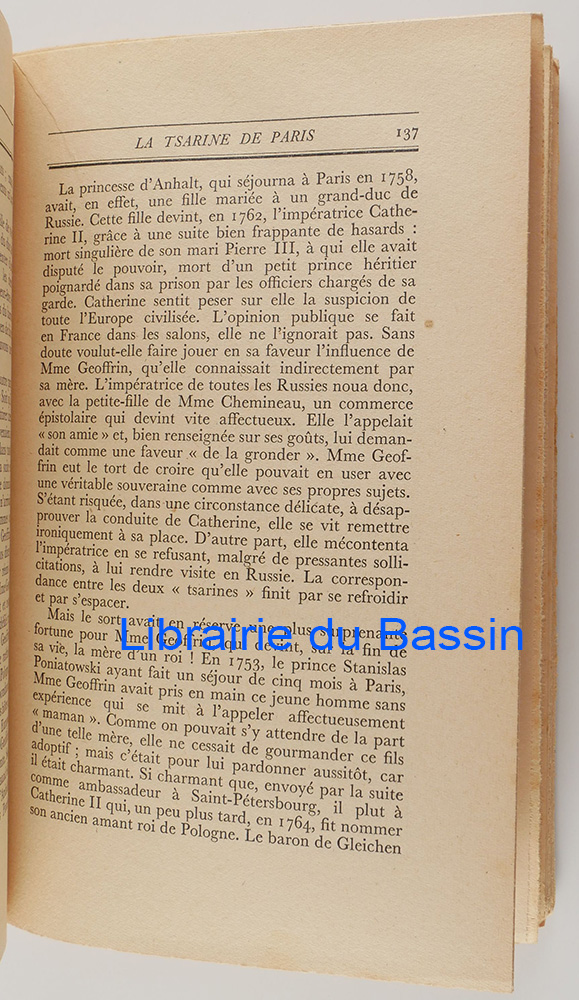 LA TSARINE DE PARIS 137
La princesse d'Anhalt, qui séjourna à Paris en 1758,
avait, en effet, une fille mariée à un grand-duc de
Russie. Cette fille devint, en 1762, l'impératrice Cathe-
rine II, grâce à une suite bien frappante de hasards :
mort singulière de son mari Pierre III, à qui elle avait
disputé le pouvoir, mort d'un petit prince héritier
poignardé dans sa prison par les officiers chargés de sa
garde. Catherine sentit peser sur elle la suspicion de
toute l'Europe civilisée. L'opinion publique se fait
en France dans les salons, elle ne l'ignorait pas. Sans
doute voulut-elle faire jouer en sa faveur l'influence de
Mme Geoffrin, qu'elle connaissait indirectement par
sa mère. L'impératrice de toutes les Russies noua donc,
avec la petite-fille de Mme Chemineau, un commerce
épistolaire qui devint vite affectueux. Elle l'appelait
« son amie » et, bien renseignée sur ses goûts, lui deman-
dait comme une faveur « de la gronder ». Mme Geof-
frin eut le tort de croire qu'elle pouvait en user avec
une véritable souveraine comme avec ses propres sujets.
S'étant risquée, dans une circonstance délicate, à désap-
prouver la conduite de Catherine, elle se vit remettre
ironiquement à sa place. D'autre part, elle mécontenta
l'impératrice en se refusant, malgré de pressantes solli-
citations, à lui rendre visite en Russie. La correspon-
dance entre les deux « tsarines » finit par se refroidir
et par s'espacer.
Mais le sort avait en réserve une plus surprenante
fortune pour Mme Geoffrin qui devint, sur la fin de
sa vie, la mère d'un roi ! En 1753, le prince Stanislas
Poniatowski ayant fait un séjour de cinq mois à Paris,
Mme Geoffrin avait pris en main ce jeune homme sans
expérience qui se mit à l'appeler affectueusement
« maman ». Comme on pouvait s'y attendre de la part
d'une telle mère, elle ne cessait de gourmander ce fils
adoptif ; mais c'était pour lui pardonner aussitôt, car
il était charmant. Si charmant que, envoyé par la suite
comme ambassadeur à Saint-Pétersbourg, il plut à
Catherine II qui, un peu plus tard, en 1764, fit nommer
son ancien amant roi de Pologne. Le baron de Gleichen
Librairie du Bassin